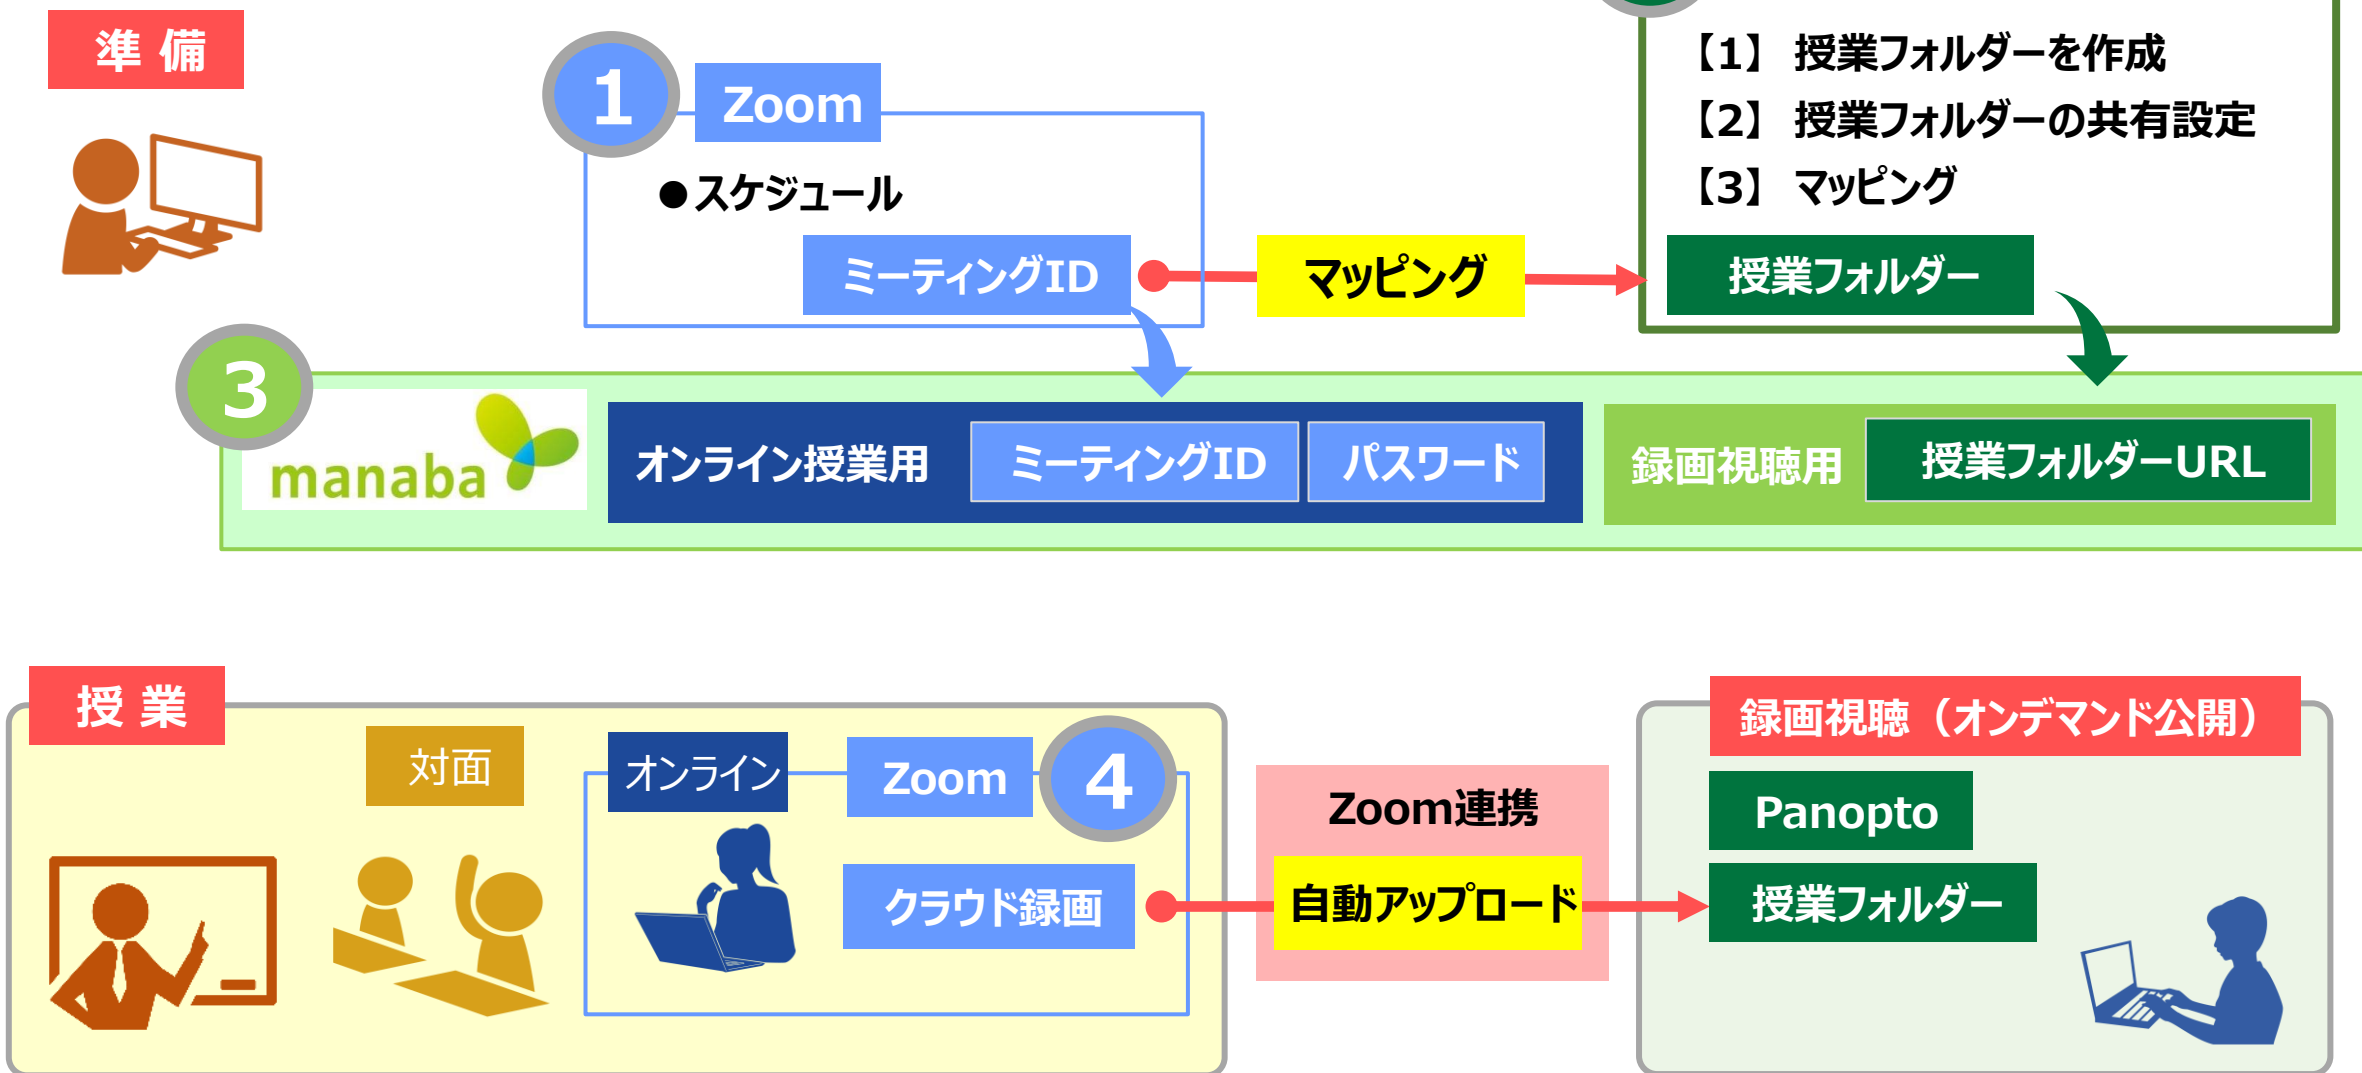 準 備
1
Zoom
●スケジュール
ミーティングID
マッピング
【1】 授業フォルダーを作成
【2】 授業フォルダーの共有設定
【3】 マッピング
授業フォルダー
3
manaba
オンライン授業用
ミーティングID
パスワード
録画視聴用
授業フォルダーURL
授 業
対面
オンライン
Zoom
4
クラウド録画
Zoom連携
自動アップロード
録画視聴（オンデマンド公開）
Panopto
授業フォルダー